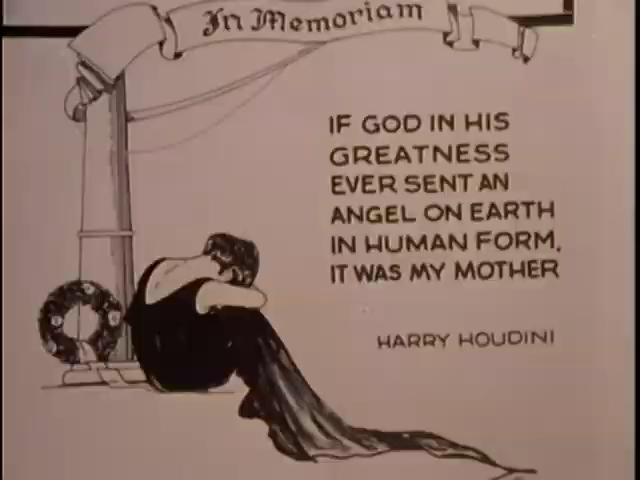 In Memoriam
IF GOD IN HIS
GREATNESS
EVER SENT AN
ANGEL ON EARTH
IN HUMAN FORM,
IT WAS MY MOTHER
HARRY HOUDINI